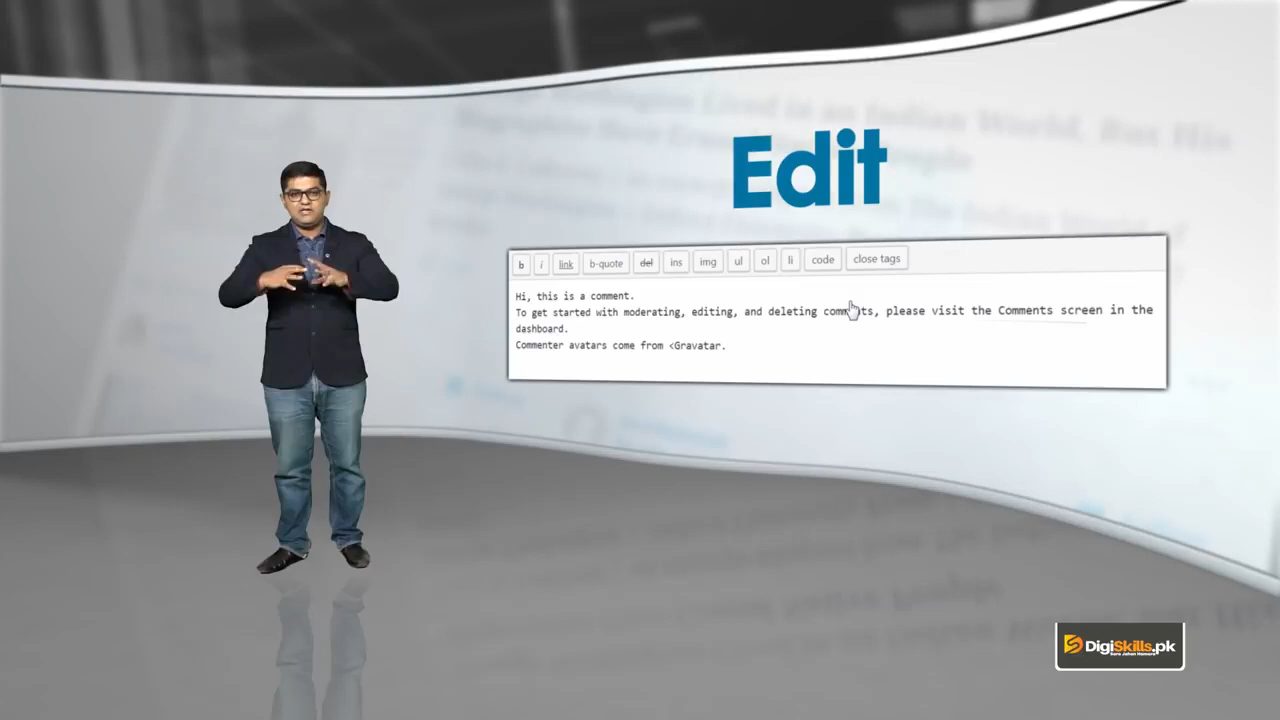 Edit
b i link b-quote del ins img ul ol li code close tags
Hi, this is a comment.
To get started with moderating, editing, and deleting comments, please visit the Comments screen in the
dashboard.
Commenter avatars come from <Gravatar.
DigiSkills.pk